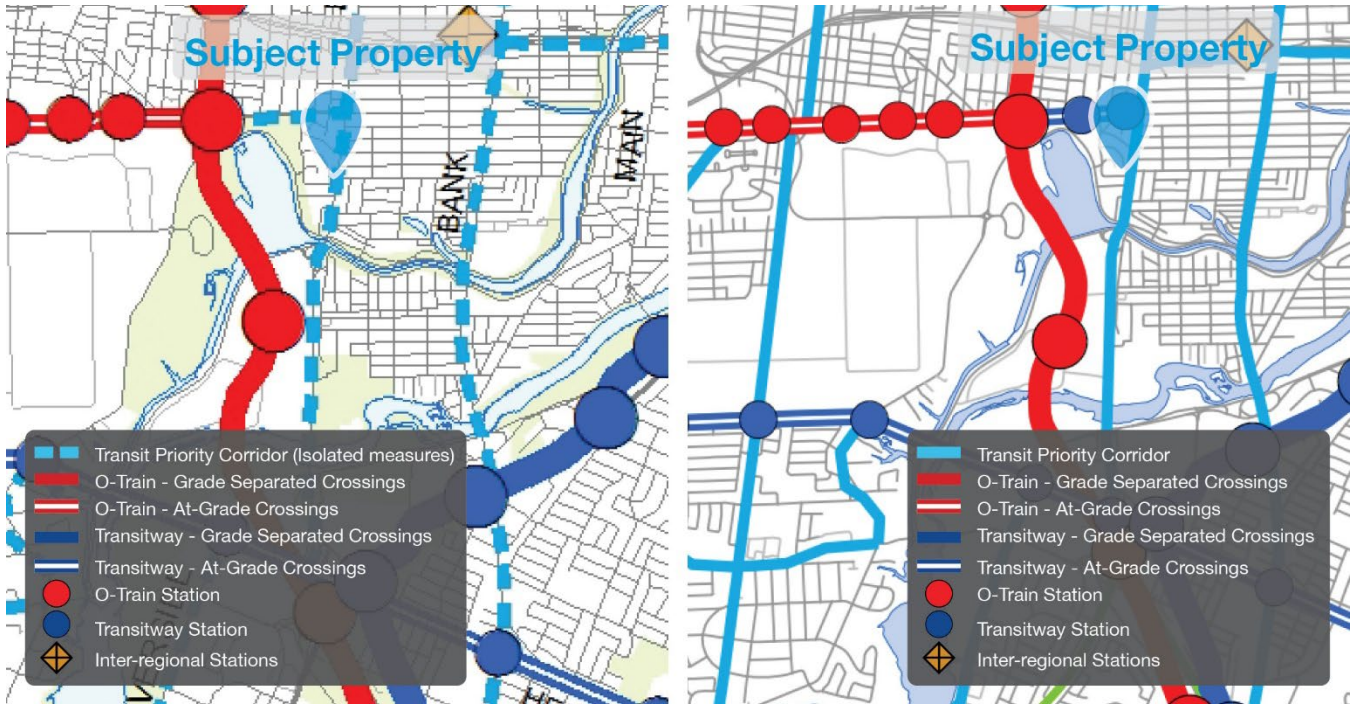 Subject Property
BANK
MAIN
Transit Priority Corridor (Isolated measures)
O-Train - Grade Separated Crossings
O-Train - At-Grade Crossings
Transitway - Grade Separated Crossings
Transitway - At-Grade Crossings
O-Train Station
Transitway Station
Inter-regional Stations
Subject Property
Transit Priority Corridor
O-Train - Grade Separated Crossings
O-Train - At-Grade Crossings
Transitway - Grade Separated Crossings
Transitway - At-Grade Crossings
O-Train Station
Transitway Station
Inter-regional Stations